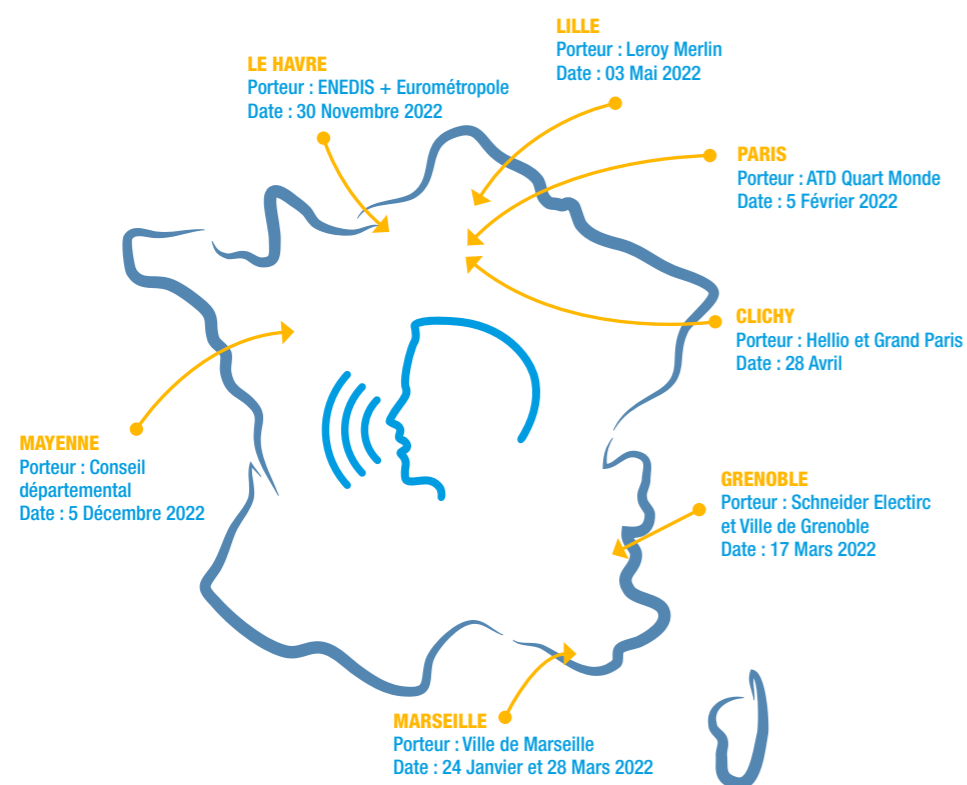 LILLE
Porteur : Leroy Merlin
Date : 03 Mai 2022
LE HAVRE
Porteur : ENEDIS + Eurométropole
Date : 30 Novembre 2022
PARIS
Porteur : ATD Quart Monde
Date : 5 Février 2022
CLICHY
Porteur : Hellio et Grand Paris
Date : 28 Avril
MAYENNE
Porteur : Conseil
départemental
Date : 5 Décembre 2022
GRENOBLE
Porteur : Schneider Electirc
et Ville de Grenoble
Date : 17 Mars 2022
MARSEILLE
Porteur : Ville de Marseille
Date : 24 Janvier et 28 Mars 2022